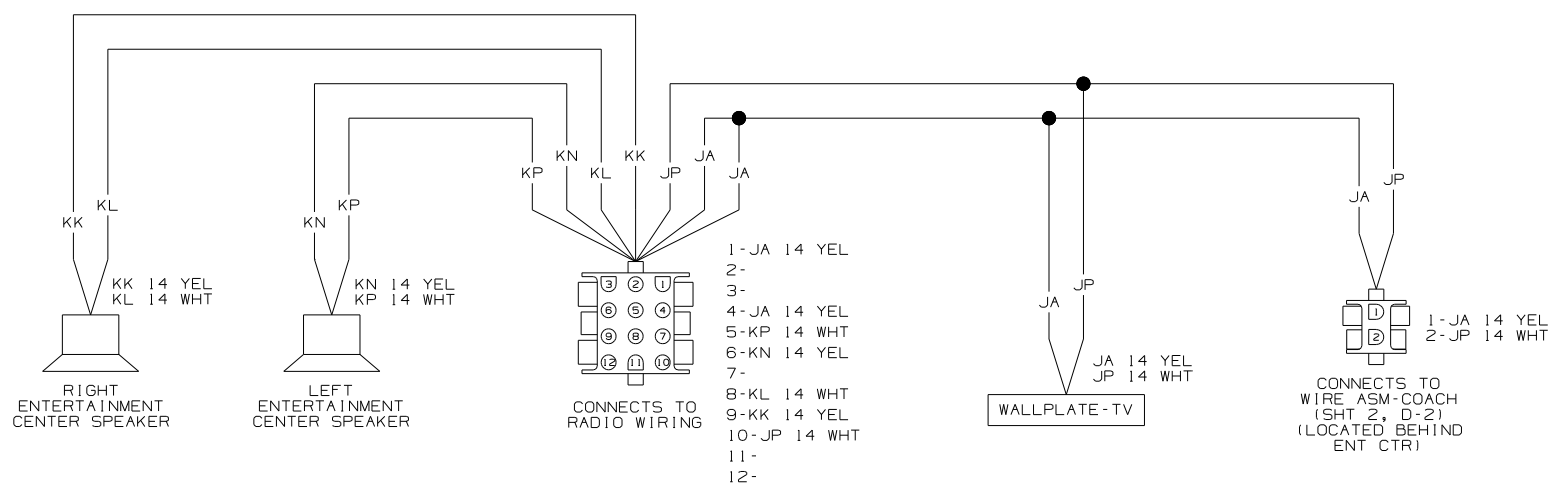 KP
KN
KL
KK
JP
JA
JA
KK
KL
KN
KP
JA
JP
JA
JP
KK 14 YEL
KL 14 WHT
RIGHT
ENTERTAINMENT
CENTER SPEAKER
KN 14 YEL
KP 14 WHT
LEFT
ENTERTAINMENT
CENTER SPEAKER
3 2 1
6 5 4
9 8 7
12 11 10
CONNECTS TO
RADIO WIRING
1-JA 14 YEL
2-
3-
4-JA 14 YEL
5-KP 14 WHT
6-KN 14 YEL
7-
8-KL 14 WHT
9-KK 14 YEL
10-JP 14 WHT
11-
12-
JA 14 YEL
JP 14 WHT
WALLPLATE-TV
1
2
1-JA 14 YEL
2-JP 14 WHT
CONNECTS TO
WIRE ASM-COACH
(SHT 2, D-2)
(LOCATED BEHIND
ENT CTR)